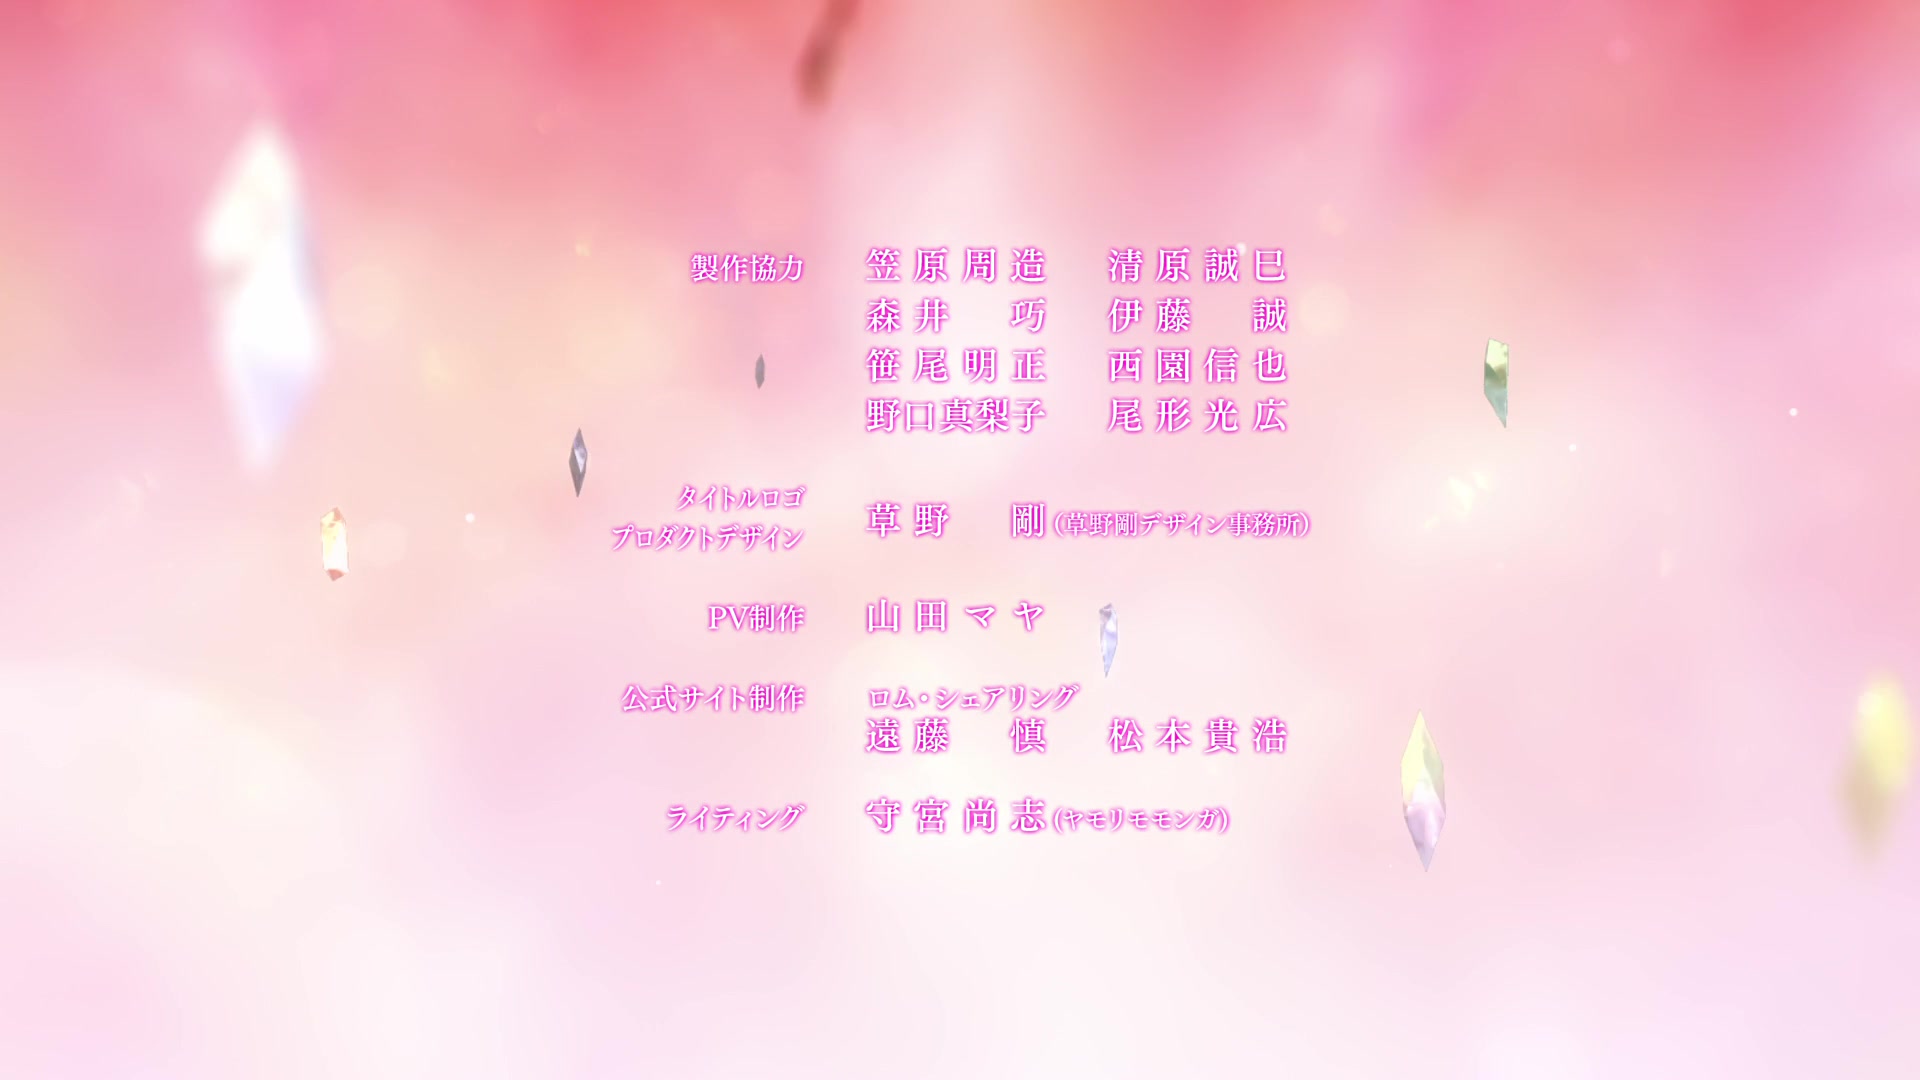 製作協力 笠原周造 清原誠巳
森井 巧 伊藤 誠
笹尾明正 西園信也
野口真梨子 尾形光広
タイトルロゴ
プロダクトデザイン 草野 剛(草野剛デザイン事務所)
PV制作 山田マヤ
公式サイト制作 ロム・シェアリング
遠藤 慎 松本貴浩
ライティング 守宮尚志(ヤモリモモンガ)